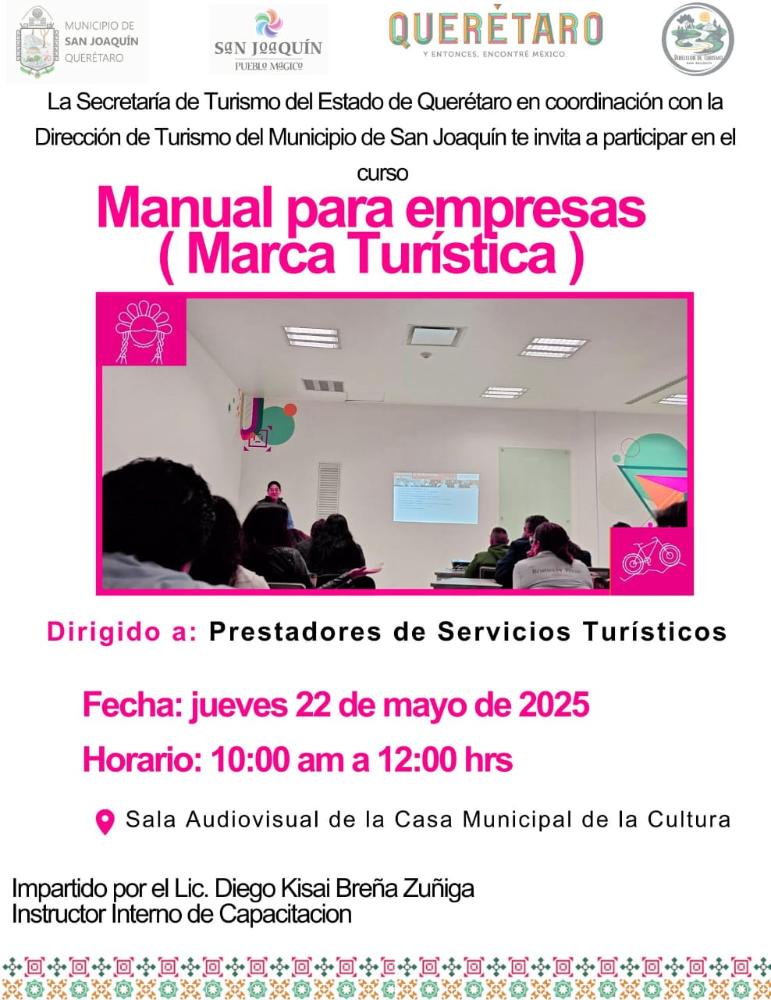 MUNICIPIO DE
SAN JOAQUÍN
QUERÉTARO
SAN JOAQUÍN
PUEBLO MÁGICO
QUERÉTARO
Y ENTONCES, ENCONTRÉ MÉXICO.
DIRECCIÓN DE TURISMO
SAN JOAQUÍN
La Secretaría de Turismo del Estado de Querétaro en coordinación con la
Dirección de Turismo del Municipio de San Joaquín te invita a participar en el
curso
Manual para empresas
( Marca Turística )
Dirigido a: Prestadores de Servicios Turísticos
Fecha: jueves 22 de mayo de 2025
Horario: 10:00 am a 12:00 hrs
Sala Audiovisual de la Casa Municipal de la Cultura
Impartido por el Lic. Diego Kisai Breña Zuñiga
Instructor Interno de Capacitacion